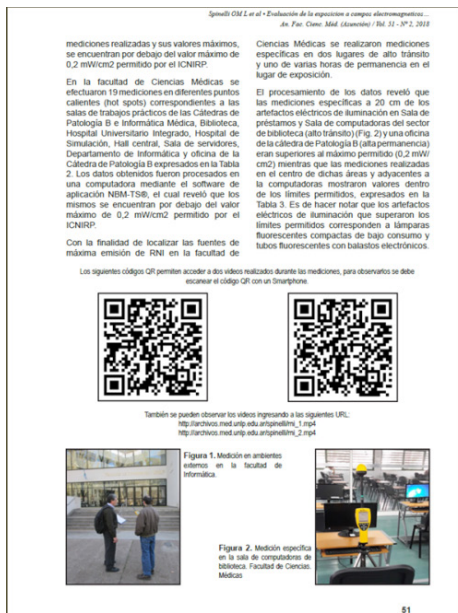 Spinelli OM L et al • Evaluación de la exposicion a campos electromagneticos...
An. Fac. Cienc. Méd. (Asunción) / Vol. 51 - Nº 2, 2018
mediciones realizadas y sus valores máximos,
se encuentran por debajo del valor máximo de
0,2 mW/cm2 permitido por el ICNIRP.
En la facultad de Ciencias Médicas se
efectuaron 19 mediciones en diferentes puntos
calientes (hot spots) correspondientes a las
salas de trabajos prácticos de las Cátedras de
Patología B e Informática Médica, Biblioteca,
Hospital Universitario Integrado, Hospital de
Simulación, Hall central, Sala de servidores,
Departamento de Informática y oficina de la
Cátedra de Patología B expresados en la Tabla
2. Los datos obtenidos fueron procesados en
una computadora mediante el software de
aplicación NBM-TS®, el cual reveló que los
mismos se encuentran por debajo del valor
máximo de 0,2 mW/cm2 permitido por el
ICNIRP.
Con la finalidad de localizar las fuentes de
máxima emisión de RNI en la facultad de
Ciencias Médicas se realizaron mediciones
específicas en dos lugares de alto tránsito
y uno de varias horas de permanencia en el
lugar de exposición.
El procesamiento de los datos reveló que
las mediciones específicas a 20 cm de los
artefactos eléctricos de iluminación en Sala de
préstamos y Sala de computadoras del sector
de biblioteca (alto tránsito) (Fig. 2) y una oficina
de la cátedra de Patología B (alta permanencia)
eran superiores al máximo permitido (0,2 mW/
cm2) mientras que las mediciones realizadas
en el centro de dichas áreas y adyacentes a
la computadoras mostraron valores dentro
de los límites permitidos, expresados en la
Tabla 3. Es de hacer notar que los artefactos
eléctricos de iluminación que superaron los
límites permitidos corresponden a lámparas
fluorescentes compactas de bajo consumo y
tubos fluorescentes con balastos electrónicos.
Los siguientes códigos QR permiten acceder a dos videos realizados durante las mediciones, para observarlos se debe
escanear el código QR con un Smartphone.
También se pueden observar los videos ingresando a las siguientes URL:
http://archivos.med.unlp.edu.ar/spinelli/rni_1.mp4
http://archivos.med.unlp.edu.ar/spinelli/rni_2.mp4
Figura 1. Medición en ambientes
externos en la facultad de
Informática.
Figura 2. Medición específica
en la sala de computadoras de
biblioteca. Facultad de Ciencias.
Médicas
51